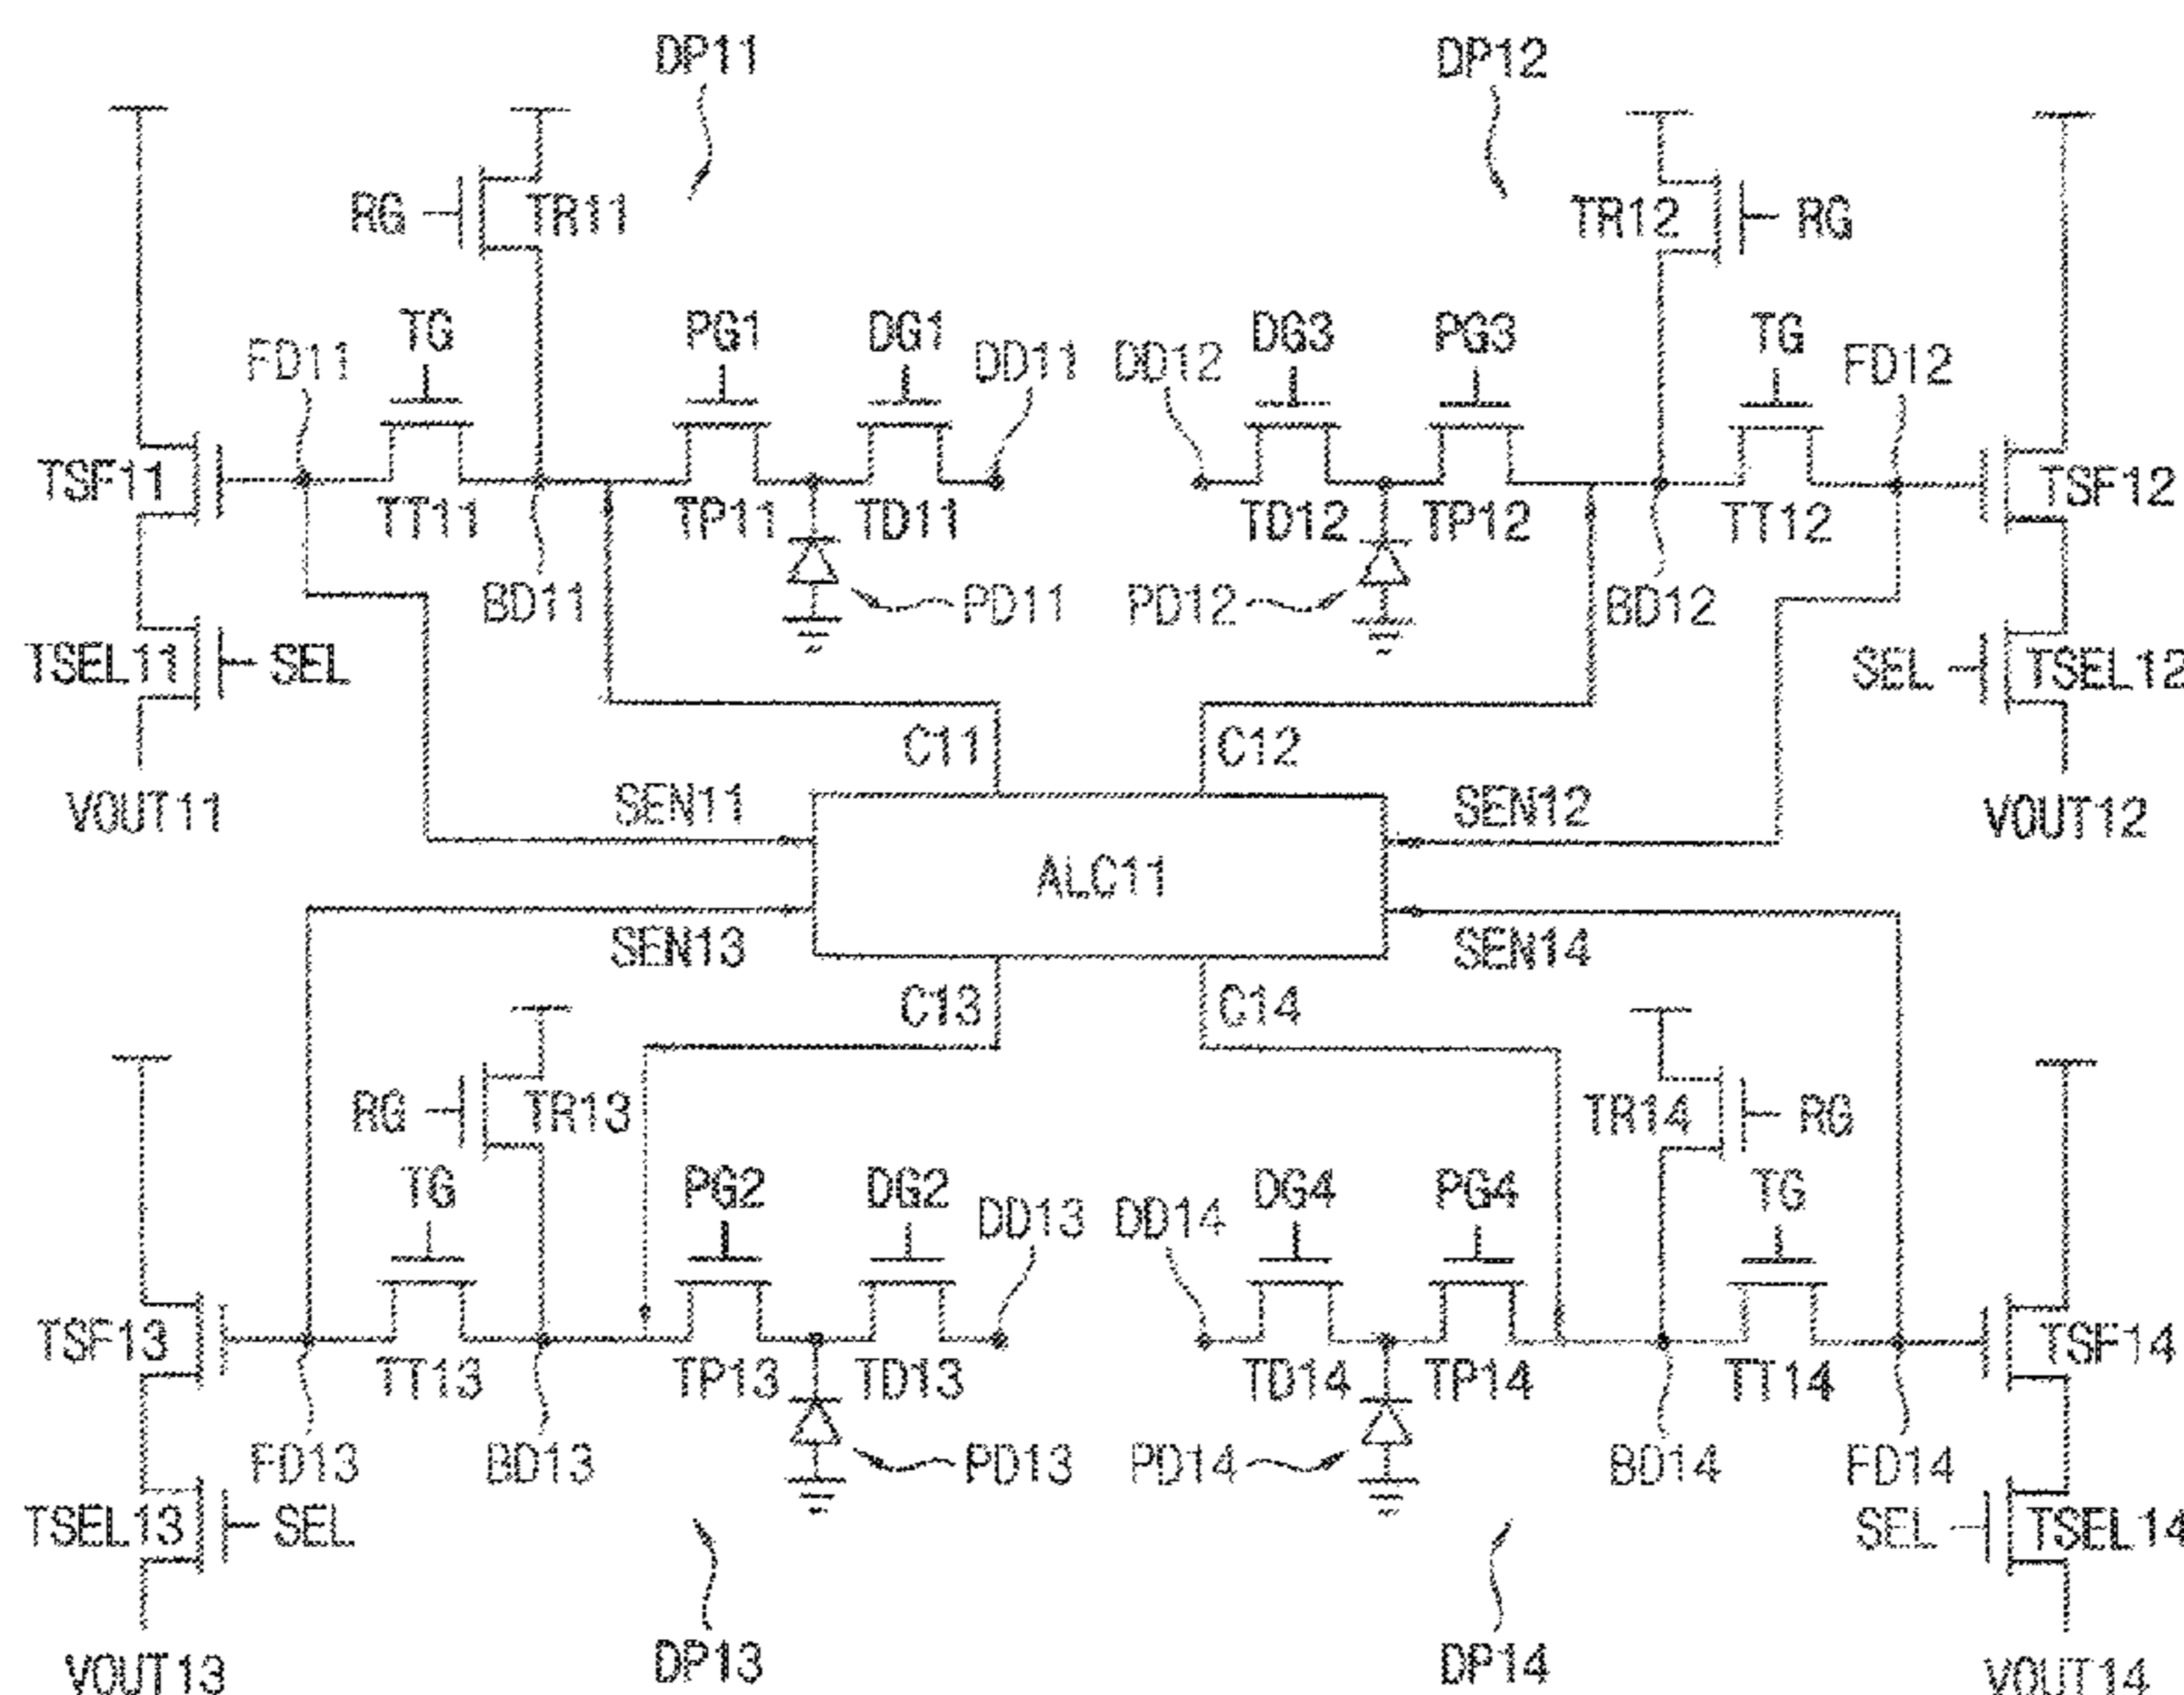 DP11 DP12
RG TR11 TR12 RG
TG PG1 DG1 DG3 PG3 TG
FD11 DD11 DD12 FD12
TSF11 TT11 TP11 TD11 TD12 TP12 TT12 TSF12
BD11 PD11 PD12 BD12
TSEL11 SEL SEL TSEL12
C11 C12
VOUT11 SEN11 SEN12 VOUT12
ALC11
SEN13 SEN14
C13 C14
RG TR13 TR14 RG
TG PG2 DG2 DG4 PG4 TG
DD13 DD14
TSF13 TT13 TP13 TD13 TD14 TP14 TT14 TSF14
FD13 BD13 PD13 PD14 BD14 FD14
TSEL13 SEL SEL TSEL14
VOUT13 DP13 DP14 VOUT14